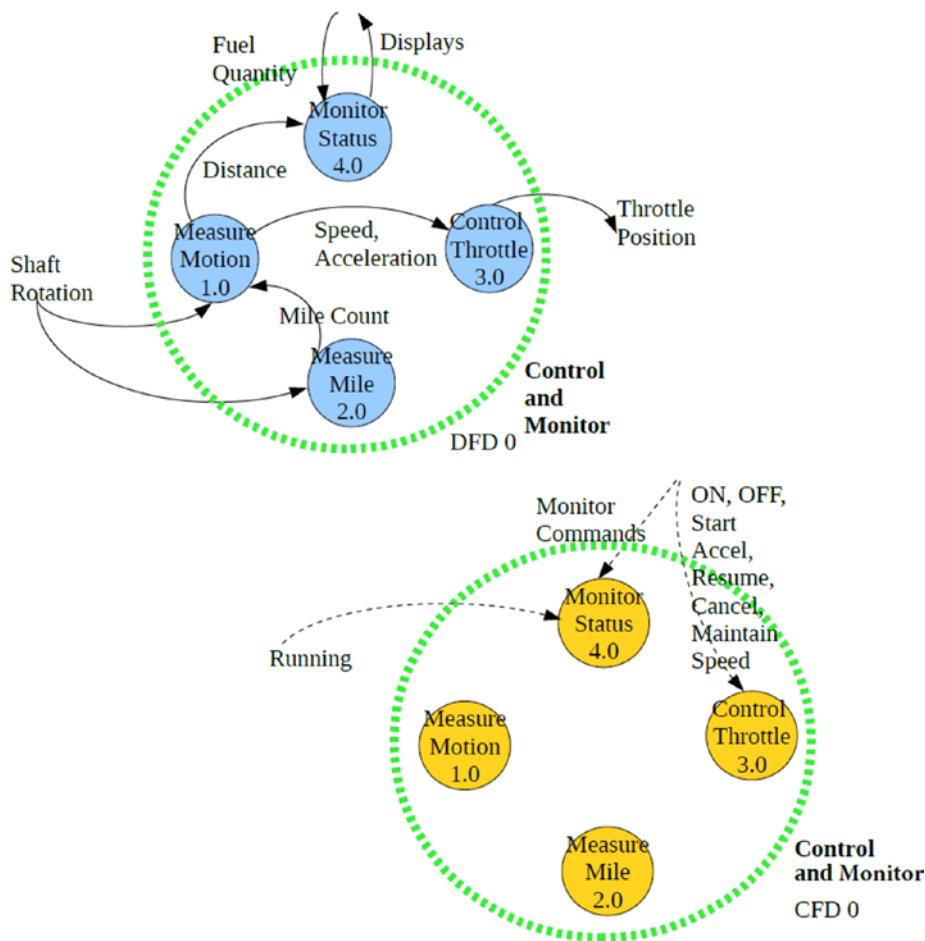 Fuel
Quantity
Displays
Monitor
Status
4.0
Distance
Measure
Motion
1.0
Speed,
Acceleration
Control
Throttle
3.0
Throttle
Position
Shaft
Rotation
Mile Count
Measure
Mile
2.0
Control
and
Monitor
DFD 0
Monitor
Commands
ON, OFF,
Start
Accel,
Resume,
Cancel,
Maintain
Speed
Monitor
Status
4.0
Running
Measure
Motion
1.0
Control
Throttle
3.0
Measure
Mile
2.0
Control
and Monitor
CFD 0